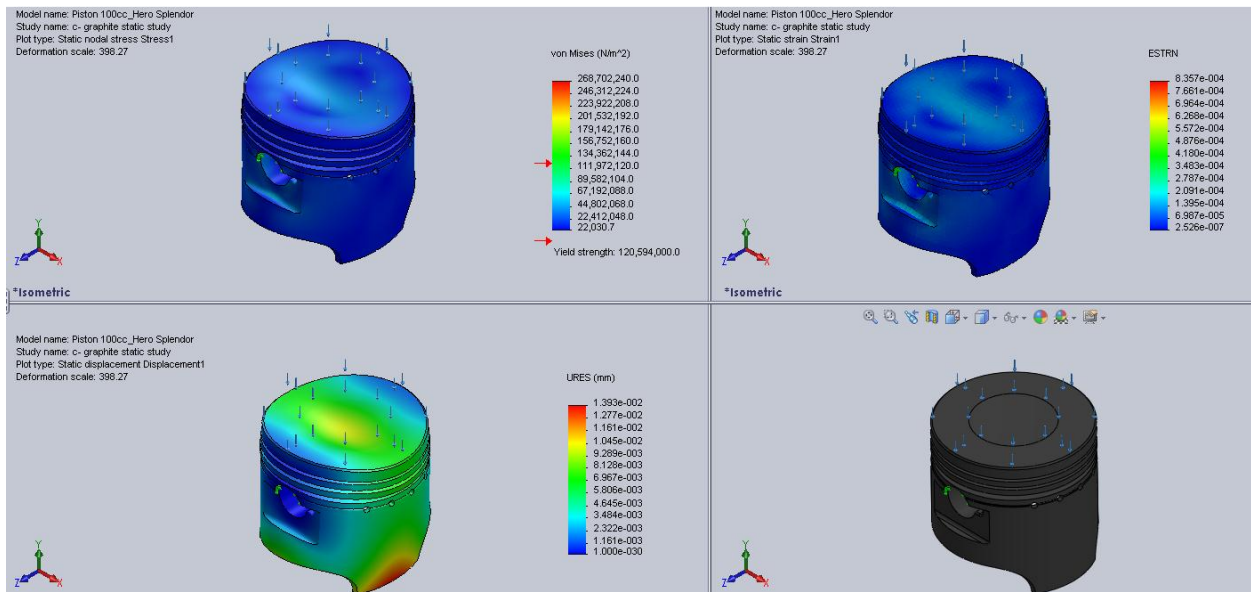 Model name: Piston 100cc_Hero Splendor
Study name: c- graphite static study
Plot type: Static nodal stress Stress1
Deformation scale: 398.27
von Mises (N/m^2)
268,702,240.0
246,312,224.0
223,922,208.0
201,532,192.0
179,142,176.0
156,752,160.0
134,362,144.0
111,972,120.0
89,582,104.0
67,192,088.0
44,802,068.0
22,412,048.0
22,030.7
Yield strength: 120,594,000.0
Y
Z
X
*Isometric
Model name: Piston 100cc_Hero Splendor
Study name: c- graphite static study
Plot type: Static strain Strain1
Deformation scale: 398.27
ESTRN
8.357e-004
7.661e-004
6.964e-004
6.268e-004
5.572e-004
4.876e-004
4.180e-004
3.483e-004
2.787e-004
2.091e-004
1.395e-004
6.987e-005
2.526e-007
Y
Z
X
*Isometric
Model name: Piston 100cc_Hero Splendor
Study name: c- graphite static study
Plot type: Static displacement Displacement1
Deformation scale: 398.27
URES (mm)
1.393e-002
1.277e-002
1.161e-002
1.045e-002
9.289e-003
8.128e-003
6.967e-003
5.806e-003
4.645e-003
3.484e-003
2.322e-003
1.161e-003
1.000e-030
Y
Z
X
Y
Z
X